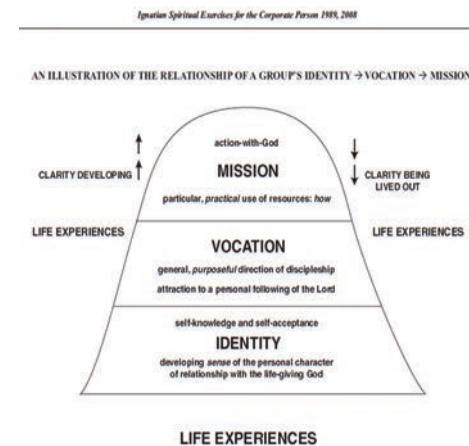 Ignatian Spiritual Exercises for the Corporate Person 1989, 2008
AN ILLUSTRATION OF THE RELATIONSHIP OF A GROUP'S IDENTITY → VOCATION → MISSION
action-with-God
CLARITY DEVELOPING
MISSION
CLARITY BEING
LIVED OUT
particular, practical use of resources: how
LIFE EXPERIENCES
LIFE EXPERIENCES
VOCATION
general, purposeful direction of discipleship
attraction to a personal following of the Lord
self-knowledge and self-acceptance
IDENTITY
developing sense of the personal character
of relationship with the life-giving God
LIFE EXPERIENCES